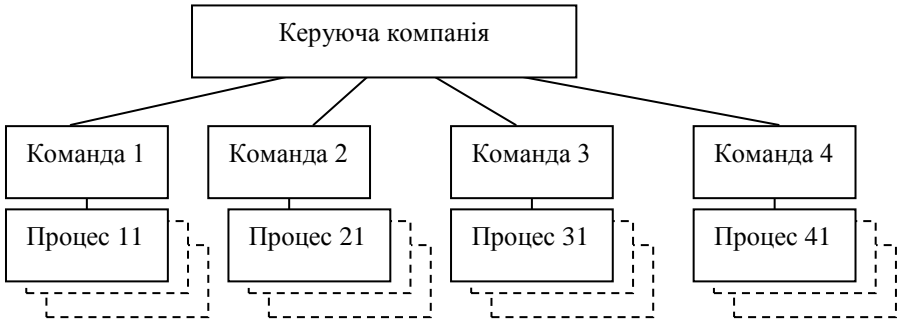 Керуюча компанія
Команда 1
Команда 2
Команда 3
Команда 4
Процес 11
Процес 21
Процес 31
Процес 41